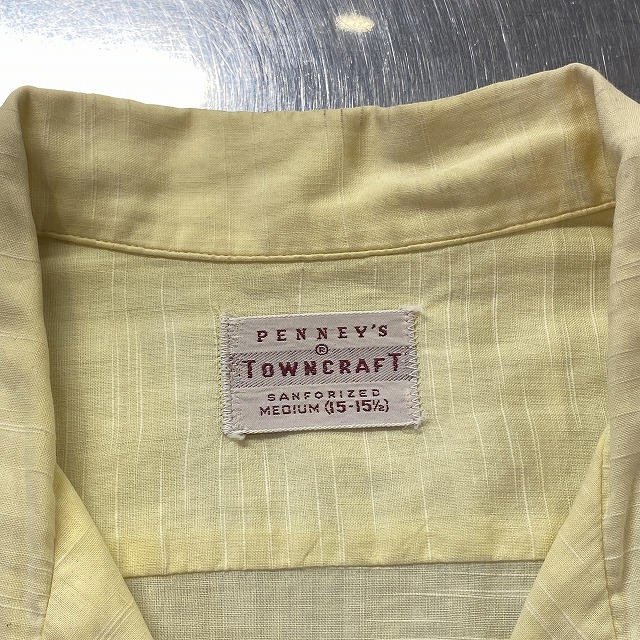 PENNEY'S
®
TOWNCRAFT
SANFORIZED
MEDIUM (15-15½)